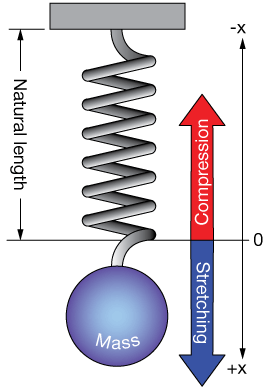 -x
Natural length
Compression
0
Stretching
Mass
+x